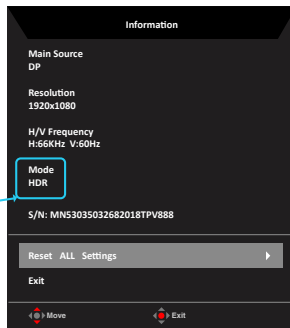 Information
Main Source
DP
Resolution
1920x1080
H/V Frequency
H:66KHz V:60Hz
Mode
HDR
S/N: MN53035032682018TPV888
Reset ALL Settings
Exit
Move Exit